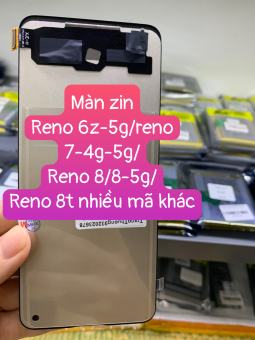 Màn zin
Reno 6z-5g/reno
7-4g-5g/
Reno 8/8-5g/
Reno 8t nhiều mã khác